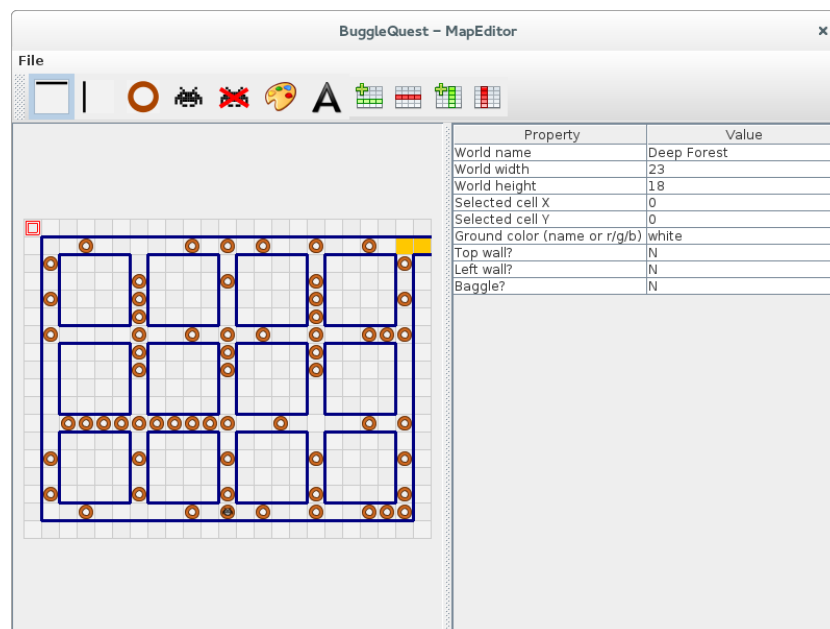 BuggleQuest – MapEditor
File
A
Property Value
World name Deep Forest
World width 23
World height 18
Selected cell X 0
Selected cell Y 0
Ground color (name or r/g/b) white
Top wall? N
Left wall? N
Baggle? N